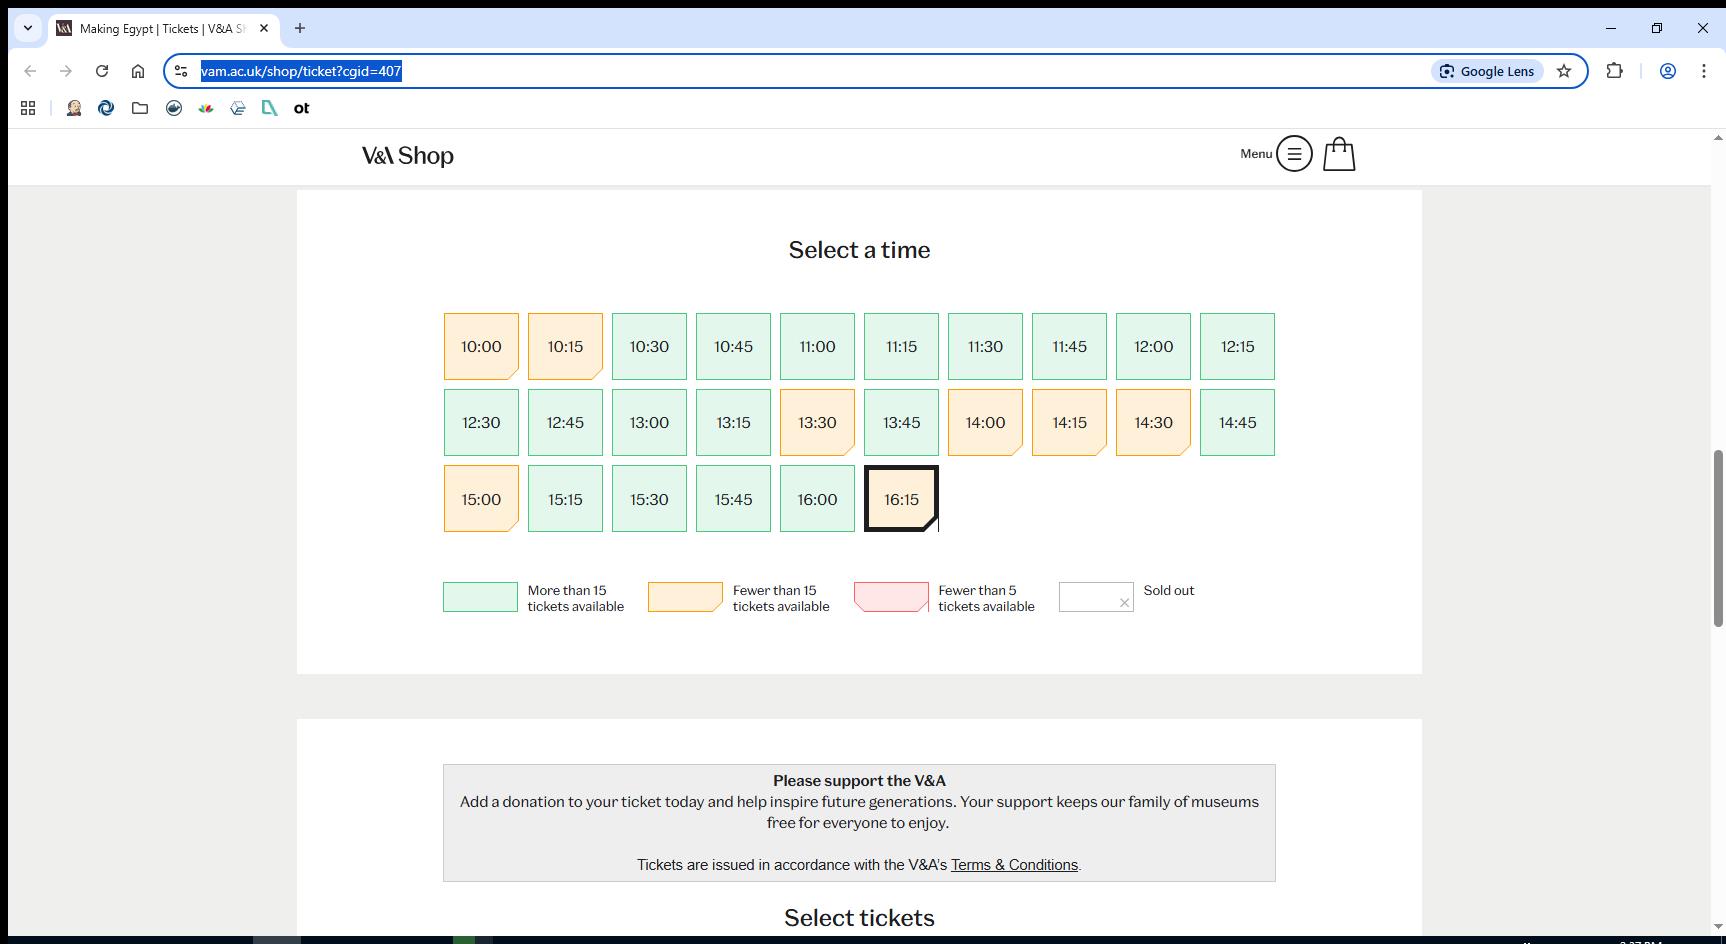 Making Egypt | Tickets | V&A Sh
vam.ac.uk/shop/ticket?cgid=407
Google Lens
ot
V&A Shop
Menu
Select a time
10:00 10:15 10:30 10:45 11:00 11:15 11:30 11:45 12:00 12:15
12:30 12:45 13:00 13:15 13:30 13:45 14:00 14:15 14:30 14:45
15:00 15:15 15:30 15:45 16:00 16:15
More than 15
tickets available
Fewer than 15
tickets available
Fewer than 5
tickets available
Sold out
Please support the V&A
Add a donation to your ticket today and help inspire future generations. Your support keeps our family of museums
free for everyone to enjoy.
Tickets are issued in accordance with the V&A's Terms & Conditions.
Select tickets